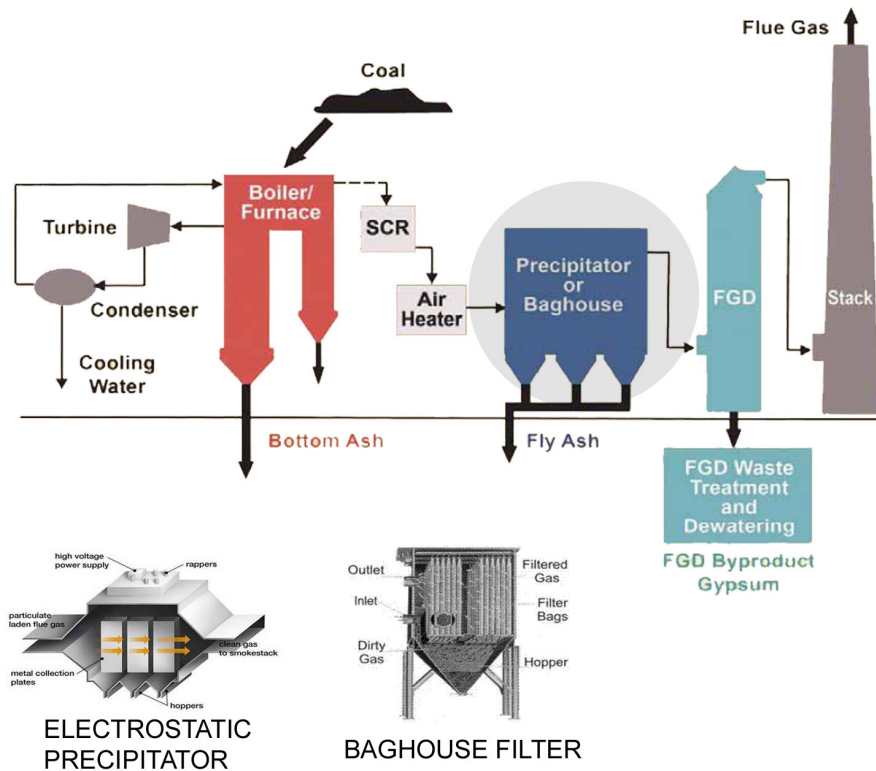 Flue Gas
Coal
Boiler/
Furnace
SCR
Turbine
Condenser
Cooling
Water
Air
Heater
Precipitator
or
Baghouse
FGD
Stack
Bottom Ash
Fly Ash
FGD Waste
Treatment
and
Dewatering
FGD Byproduct
Gypsum
high voltage
power supply
rappers
particulate
laden flue gas
clean gas
to smokestack
metal collection
plates
hoppers
ELECTROSTATIC
PRECIPITATOR
Outlet
Inlet
Dirty
Gas
Filtered
Gas
Filter
Bags
Hopper
BAGHOUSE FILTER